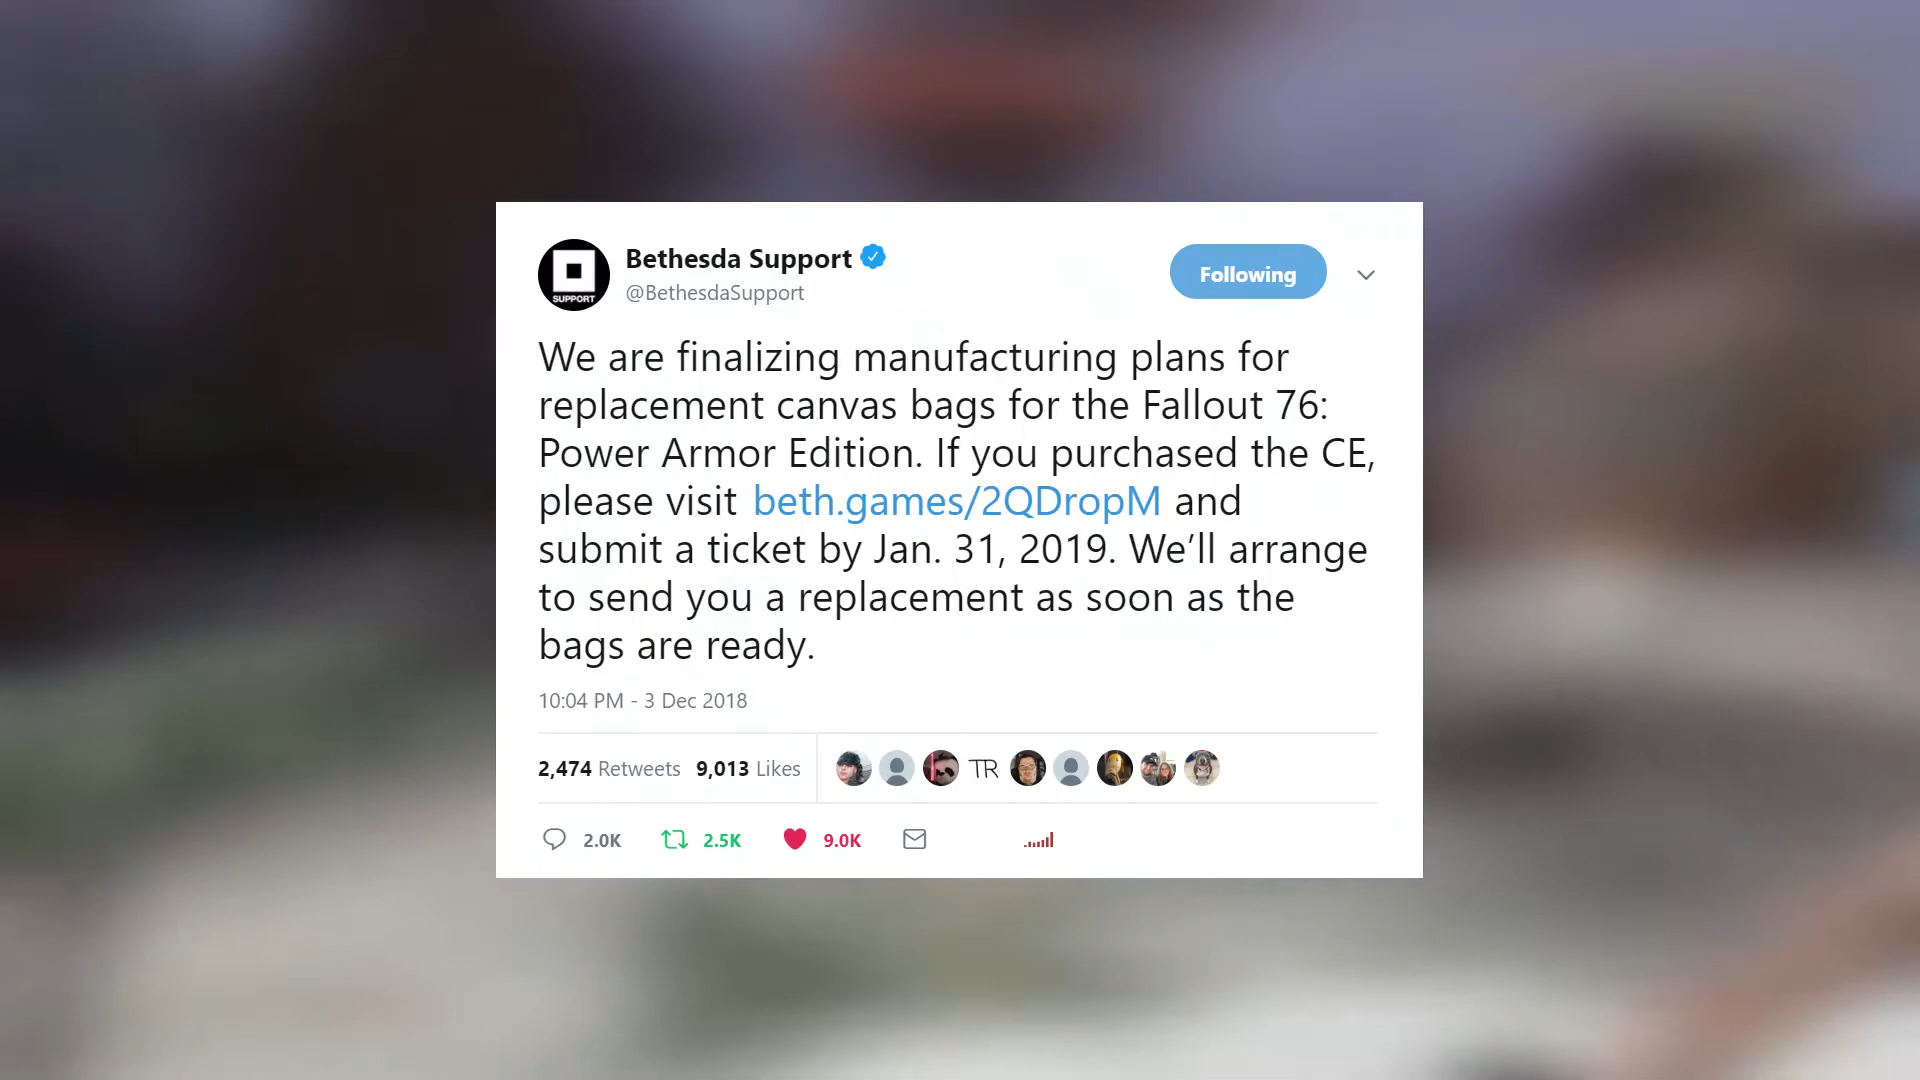 SUPPORT
Bethesda Support
@BethesdaSupport
Following
We are finalizing manufacturing plans for
replacement canvas bags for the Fallout 76:
Power Armor Edition. If you purchased the CE,
please visit beth.games/2QDropM and
submit a ticket by Jan. 31, 2019. We’ll arrange
to send you a replacement as soon as the
bags are ready.
10:04 PM - 3 Dec 2018
2,474 Retweets 9,013 Likes TR
2.0K 2.5K 9.0K